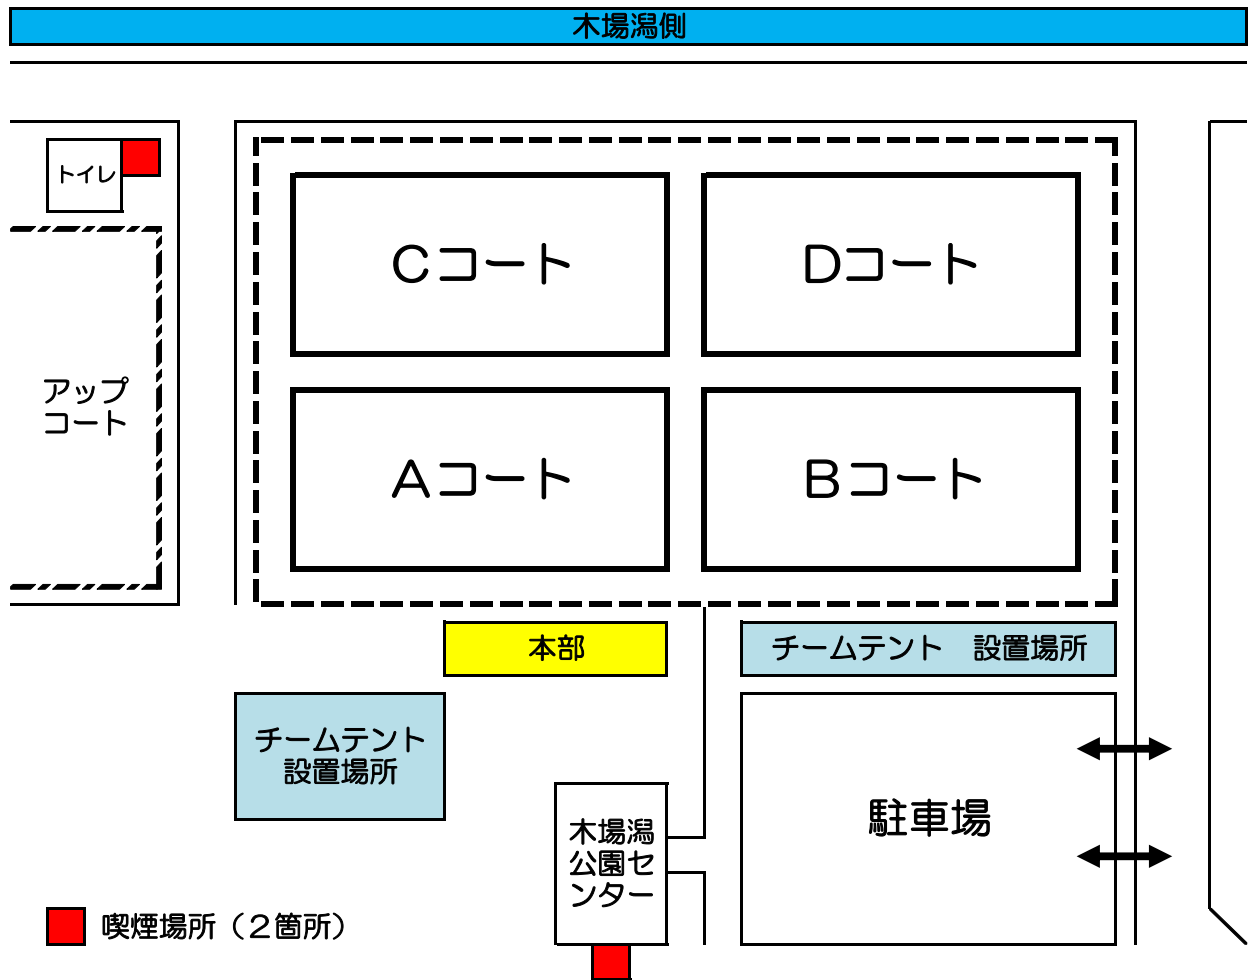 木場潟側
トイレ
Cコート
Dコート
アップ
コート
Aコート
Bコート
本部
チームテント　設置場所
チームテント
設置場所
木場潟
公園セ
ンター
駐車場
喫煙場所（２箇所）